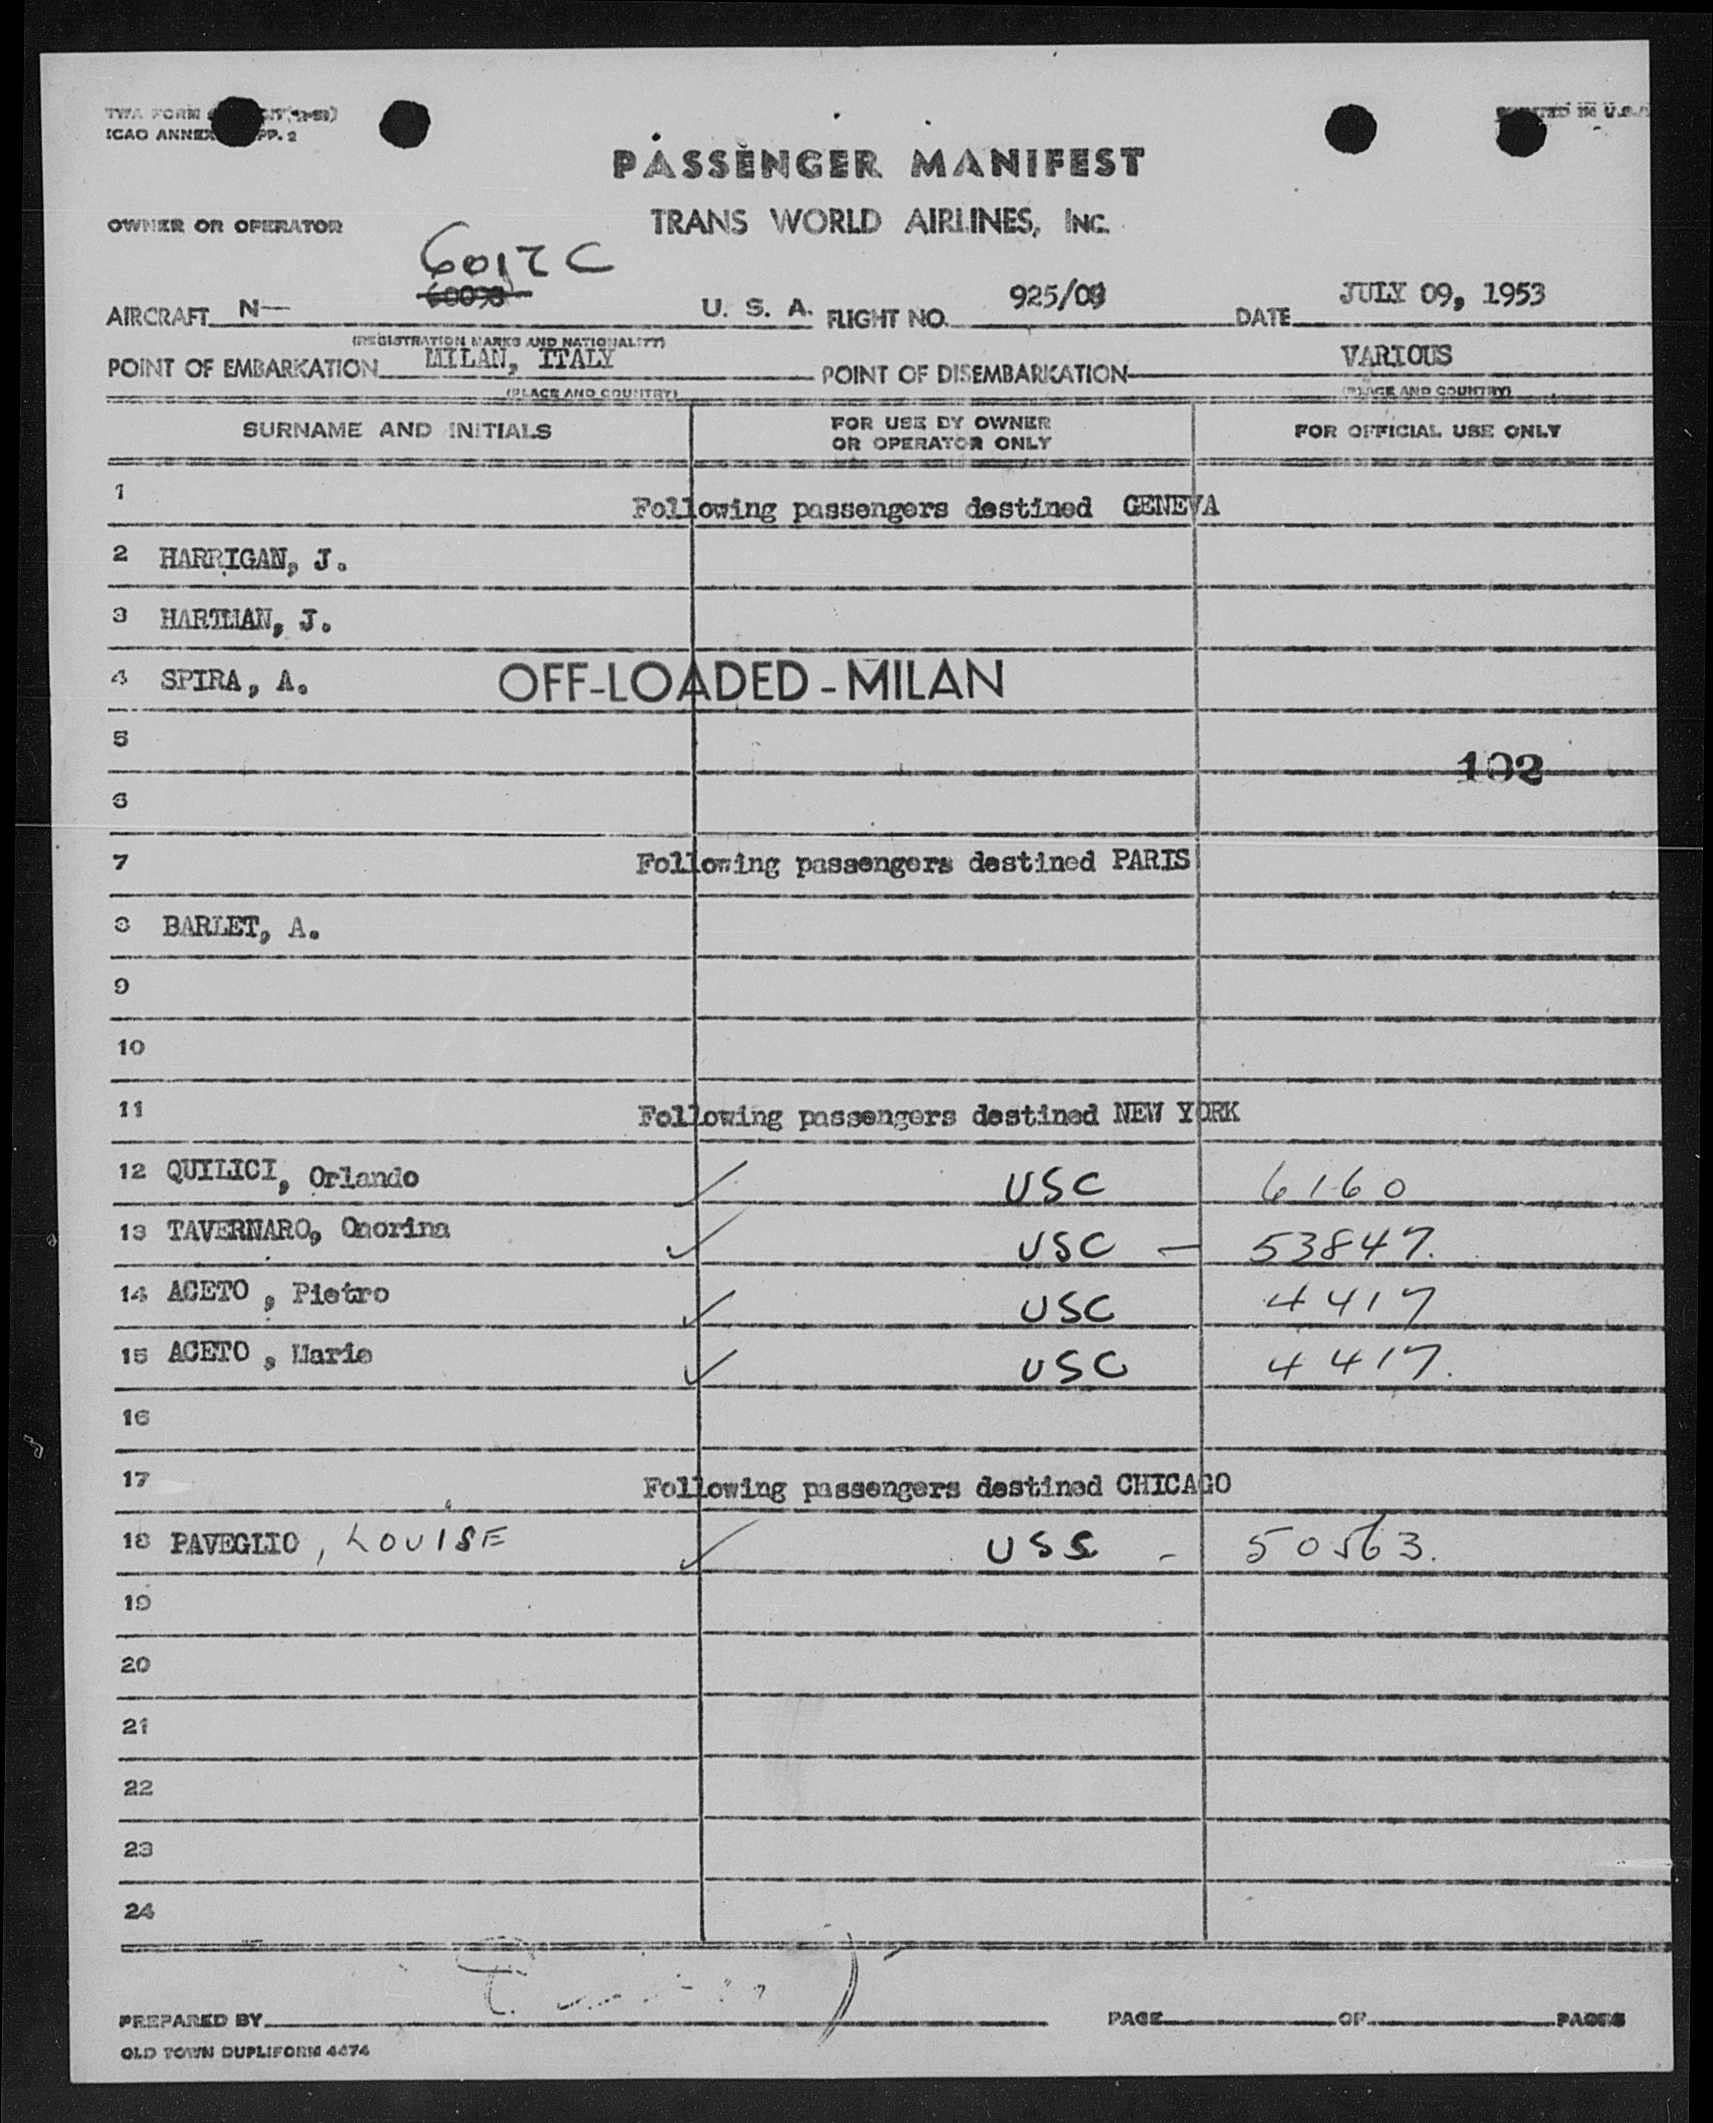 TWA FORM
ICAO ANNEX PP. 2
PRINTED IN U.S.A.
PASSENGER MANIFEST
OWNER OR OPERATOR TRANS WORLD AIRLINES, INC.
6017C
AIRCRAFT N— U. S. A. FLIGHT NO. 925/09 DATE JULY 09, 1953
(REGISTRATION MARKS AND NATIONALITY)
POINT OF EMBARKATION MILAN, ITALY POINT OF DISEMBARKATION VARIOUS
(PLACE AND COUNTRY) (PLACE AND COUNTRY)
SURNAME AND INITIALS FOR USE BY OWNER OR OPERATOR ONLY FOR OFFICIAL USE ONLY
1 Following passengers destined GENEVA
2 HARRIGAN, J.
3 HARTMAN, J.
4 SPIRA, A. OFF-LOADED - MILAN
5
102
6
7 Following passengers destined PARIS
8 BARLET, A.
9
10
11 Following passengers destined NEW YORK
12 QUILICI, Orlando ✓ USC 6160
13 TAVERNARO, Onorina ✓ USC — 53847.
14 ACETO , Pietro ✓ USC 4417
15 ACETO , Marie ✓ USC 4417.
16
17 Following passengers destined CHICAGO
18 PAVEGLIO, LOUISE ✓ USC - 50563.
19
20
21
22
23
24
PREPARED BY PAGE OF PAGES
OLD TOWN DUPLIFORM 4474